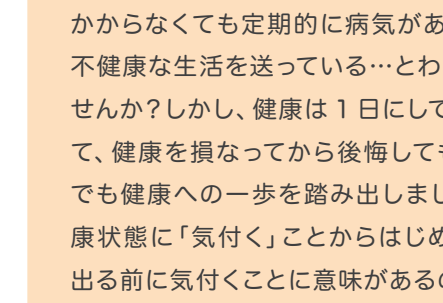 かからなくても定期的に病気があ
不健康な生活を送っている…とわ
せんか?しかし、健康は 1 日にして
て、健康を損なってから後悔しても
でも健康への一歩を踏み出しまし
康状態に「気付く」ことからはじめ
出る前に気付くことに意味がある